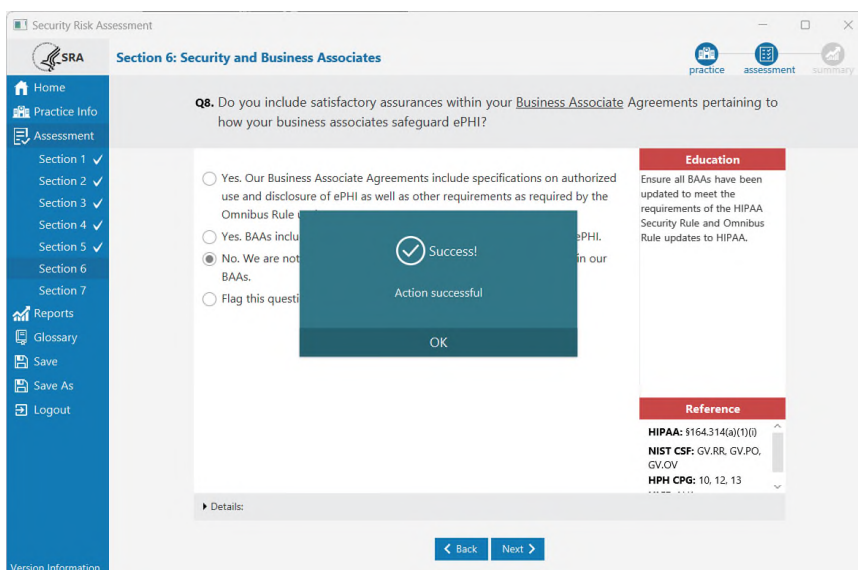 Security Risk Assessment
SRA
Section 6: Security and Business Associates
practice
assessment
summary
Home
Practice Info
Assessment
Section 1
Section 2
Section 3
Section 4
Section 5
Section 6
Section 7
Reports
Glossary
Save
Save As
Logout
Version Information
Q8. Do you include satisfactory assurances within your Business Associate Agreements pertaining to
how your business associates safeguard ePHI?
Yes. Our Business Associate Agreements include specifications on authorized
use and disclosure of ePHI as well as other requirements as required by the
Omnibus Rule
Yes. BAAs inclu ePHI.
No. We are not in our
BAAs.
Flag this questi
Success!
Action successful
OK
Education
Ensure all BAAs have been
updated to meet the
requirements of the HIPAA
Security Rule and Omnibus
Rule updates to HIPAA.
Reference
HIPAA: §164.314(a)(1)(i)
NIST CSF: GV.RR, GV.PO,
GV.OV
HPH CPG: 10, 12, 13
Details:
Back
Next